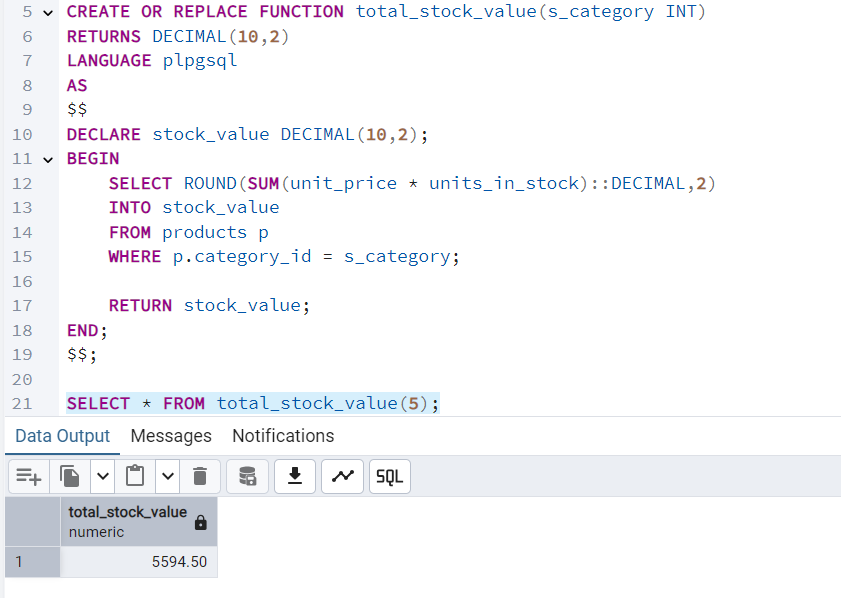 5 CREATE OR REPLACE FUNCTION total_stock_value(s_category INT)
6 RETURNS DECIMAL(10,2)
7 LANGUAGE plpgsql
8 AS
9 $$
10 DECLARE stock_value DECIMAL(10,2);
11 BEGIN
12     SELECT ROUND(SUM(unit_price * units_in_stock)::DECIMAL,2)
13     INTO stock_value
14     FROM products p
15     WHERE p.category_id = s_category;
16
17     RETURN stock_value;
18 END;
19 $$;
20
21 SELECT * FROM total_stock_value(5);
Data Output Messages Notifications
SQL
total_stock_value
numeric
1 5594.50